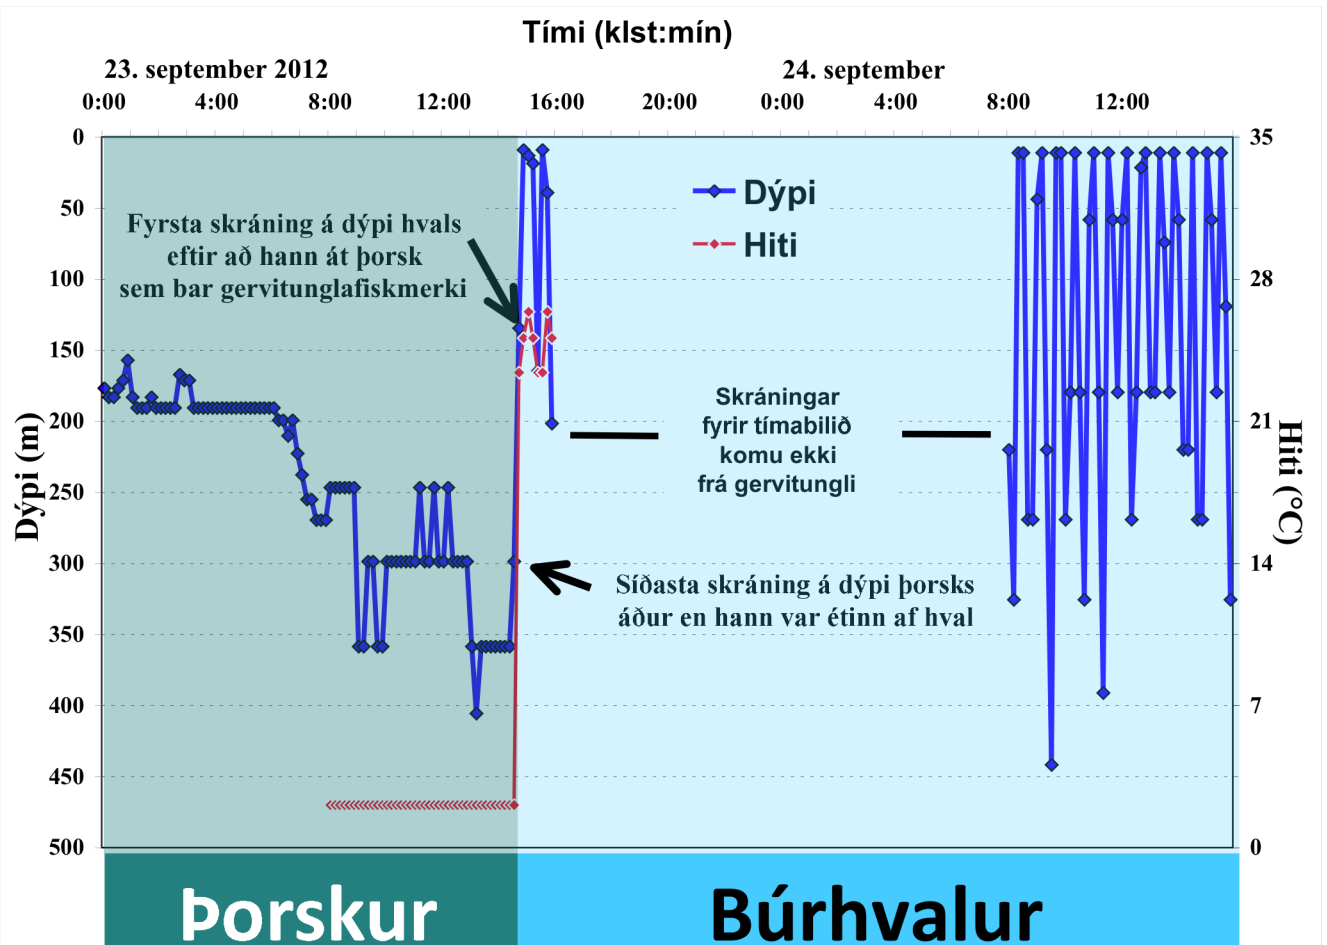 Tími (klst:mín)
23. september 2012
24. september
0:00 4:00 8:00 12:00 16:00 20:00 0:00 4:00 8:00 12:00
0
50
100
150
200
250
300
350
400
450
500
Dýpi (m)
35
28
21
14
7
0
Hiti (°C)
Dýpi
Hiti
Fyrsta skráning á dýpi hvals
eftir að hann át þorsk
sem bar gervitunglafiskmerki
Skráningar
fyrir tímabilið
komu ekki
frá gervitungli
Síðasta skráning á dýpi þorsks
áður en hann var étinn af hval
Þorskur
Búrhvalur